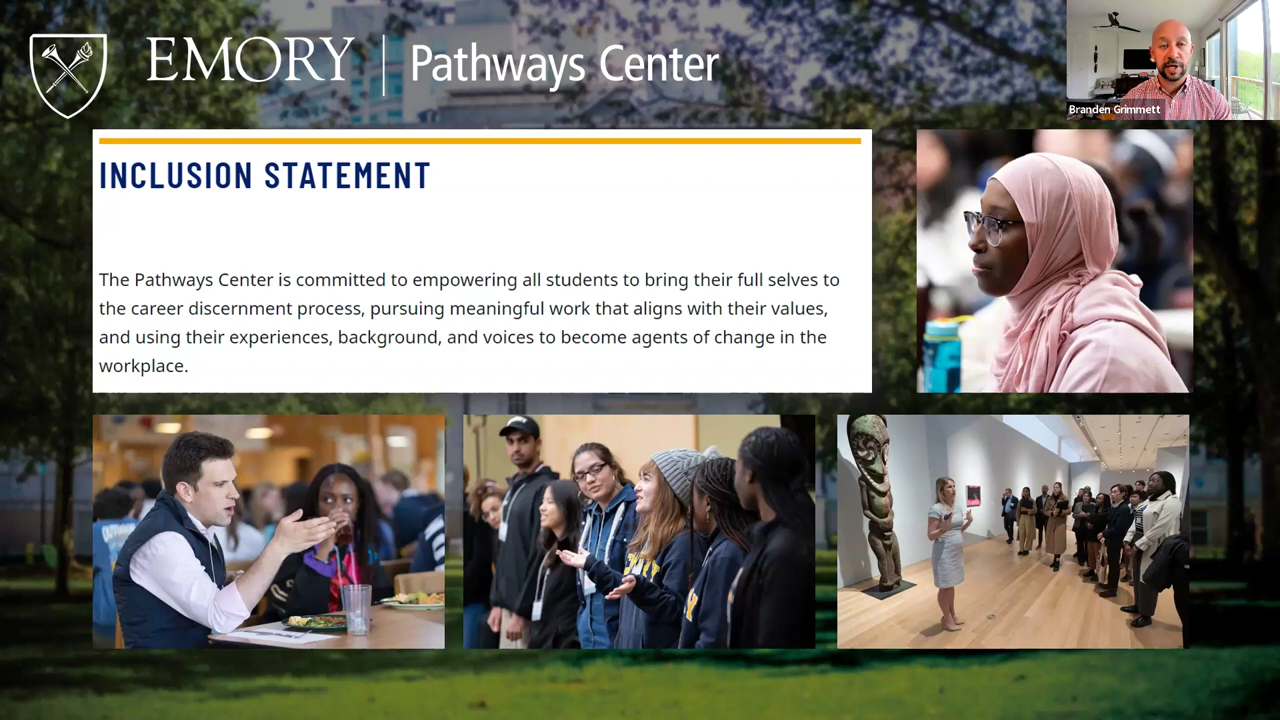 EMORY | Pathways Center
Branden Grimmett
INCLUSION STATEMENT
The Pathways Center is committed to empowering all students to bring their full selves to
the career discernment process, pursuing meaningful work that aligns with their values,
and using their experiences, background, and voices to become agents of change in the
workplace.